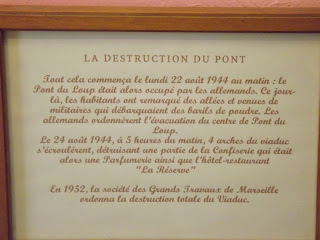 LA DESTRUCTION DU PONT
Tout cela commença le lundi 22 août 1944 au matin : le
Pont du Loup était alors occupé par les allemands. Ce jour-
là, les habitants ont remarqué des allées et venues de
militaires qui débarquaient des barils de poudre. Les
allemands ordonnèrent l'évacuation du centre de Pont du
Loup.
Le 24 août 1944, à 5 heures du matin, 4 arches du viaduc
s'écroulèrent, détruisant une partie de la Confiserie qui était
alors une Parfumerie ainsi que l'hôtel-restaurant
"La Réserve"
En 1932, la société des Grands Travaux de Marseille
ordonna la destruction totale du Viaduc.